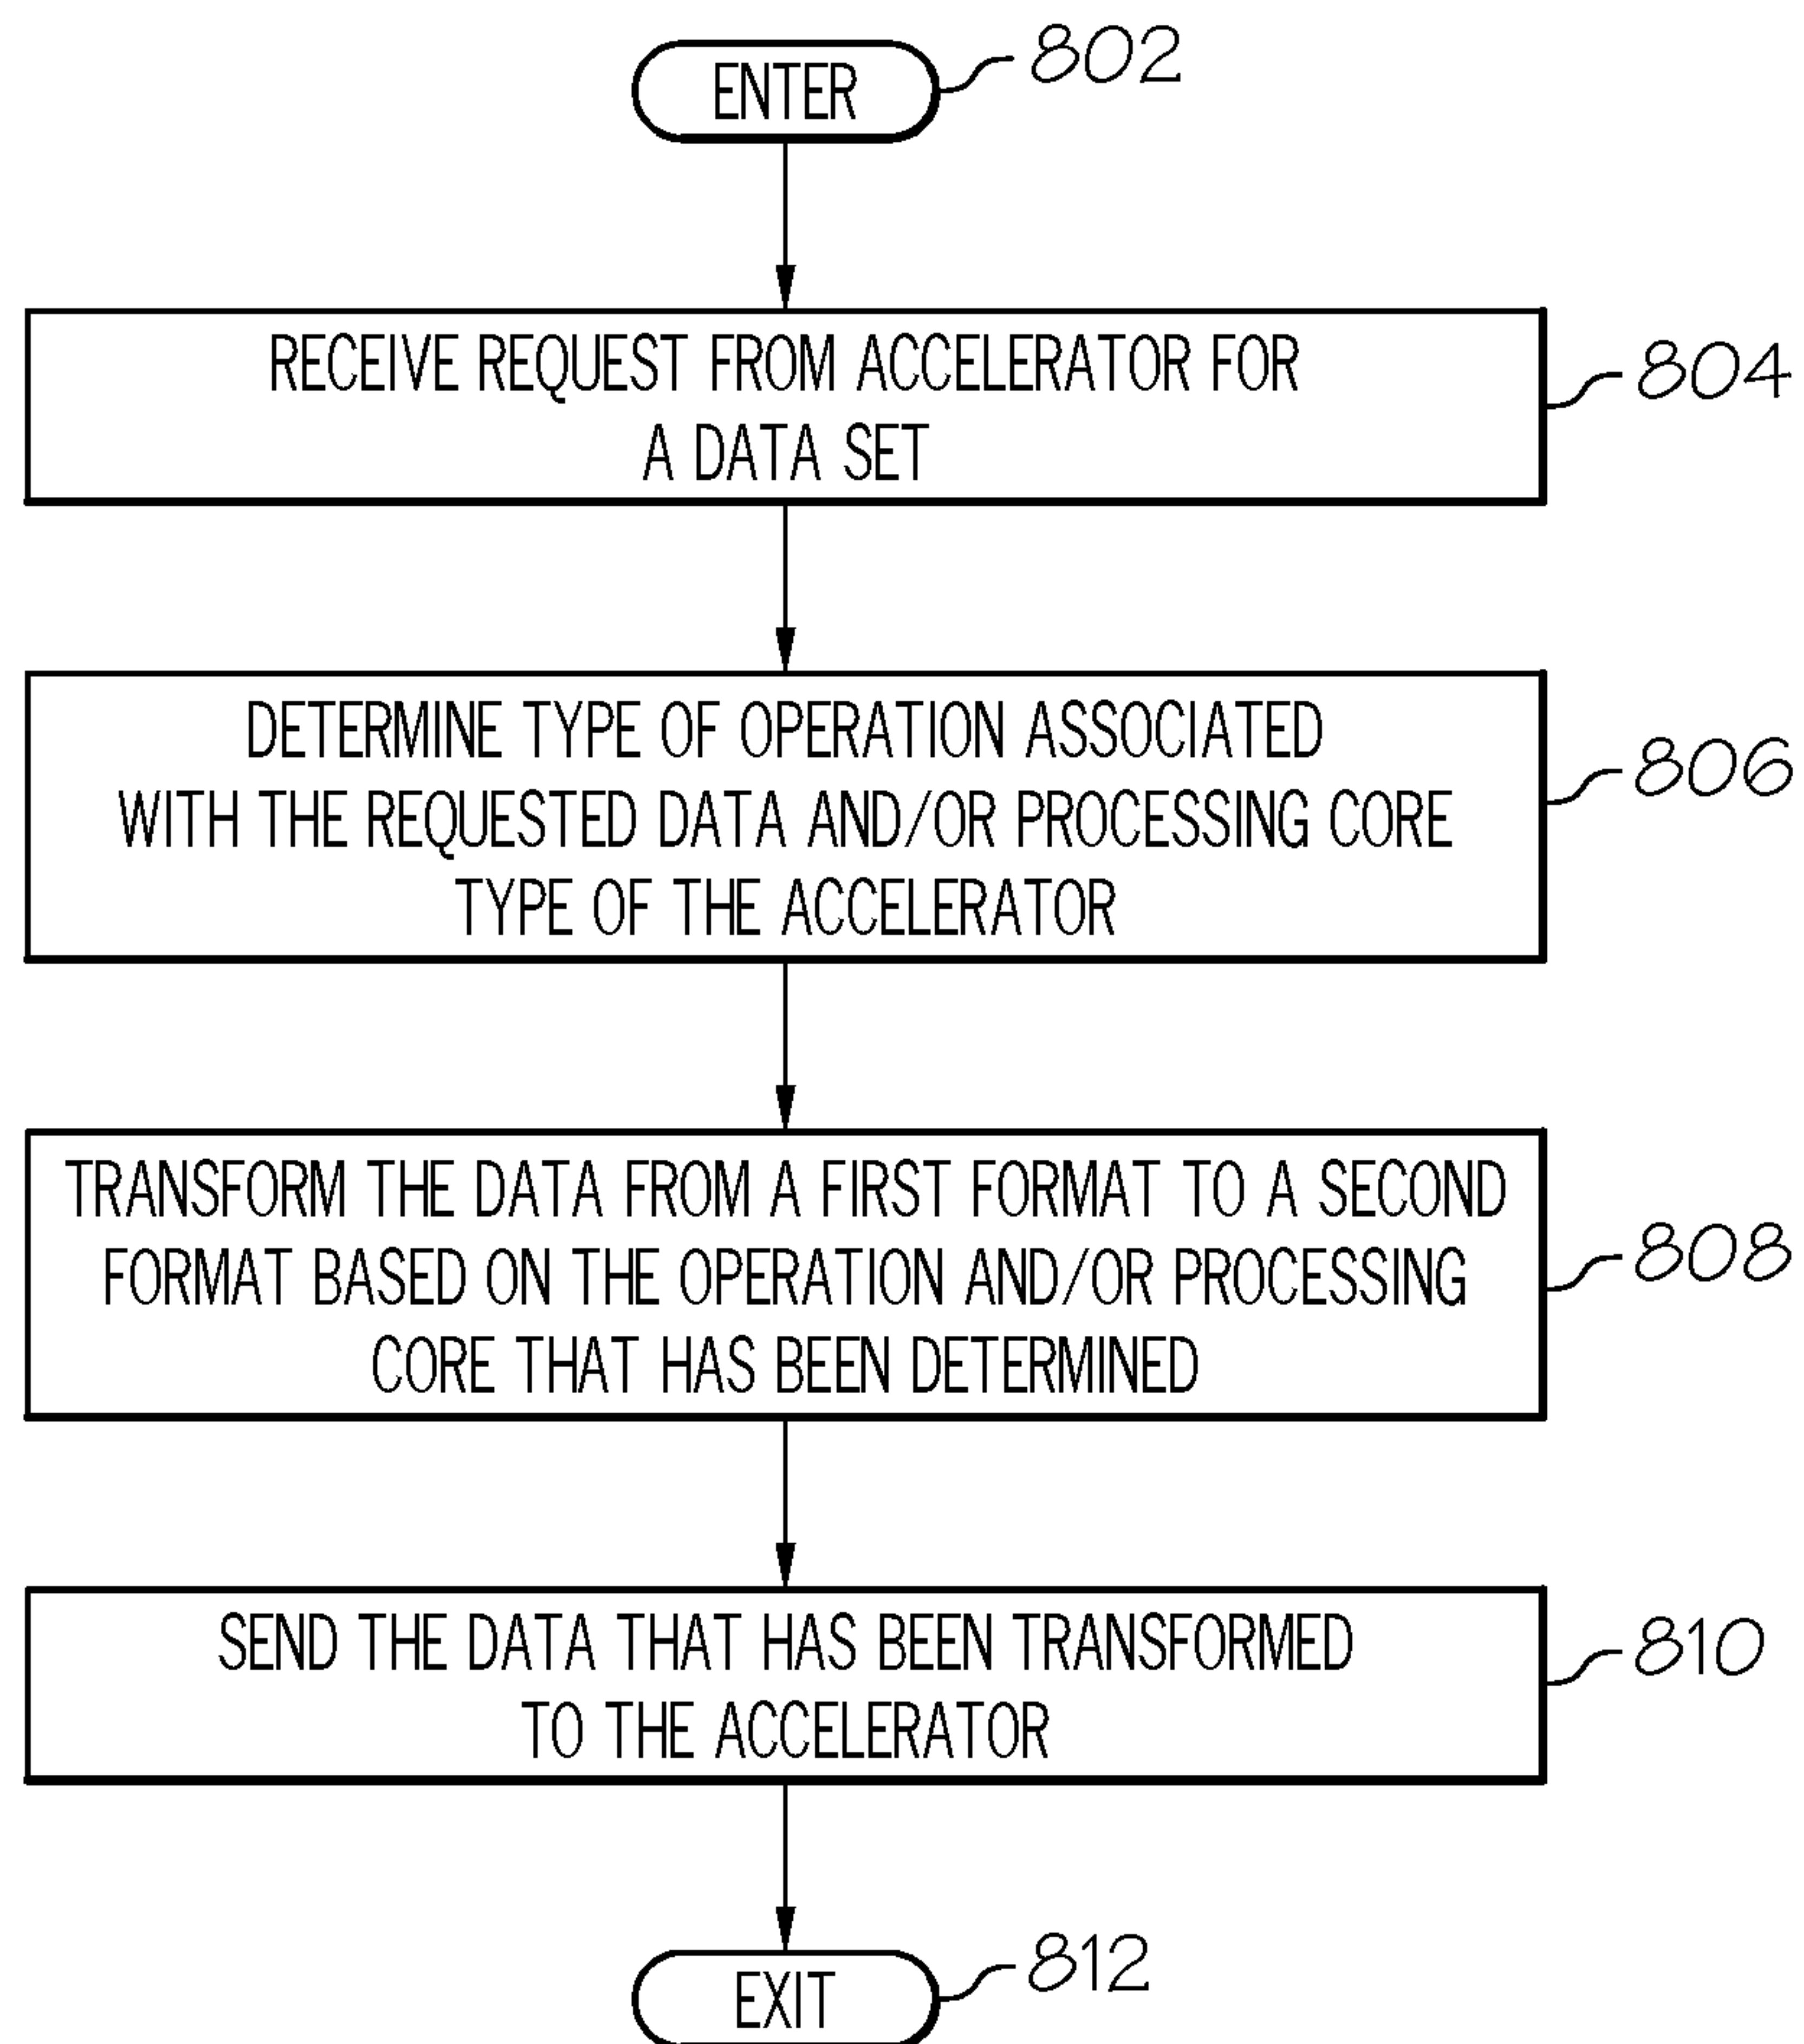 ENTER
802
RECEIVE REQUEST FROM ACCELERATOR FOR
A DATA SET
804
DETERMINE TYPE OF OPERATION ASSOCIATED
WITH THE REQUESTED DATA AND/OR PROCESSING CORE
TYPE OF THE ACCELERATOR
806
TRANSFORM THE DATA FROM A FIRST FORMAT TO A SECOND
FORMAT BASED ON THE OPERATION AND/OR PROCESSING
CORE THAT HAS BEEN DETERMINED
808
SEND THE DATA THAT HAS BEEN TRANSFORMED
TO THE ACCELERATOR
810
EXIT
812